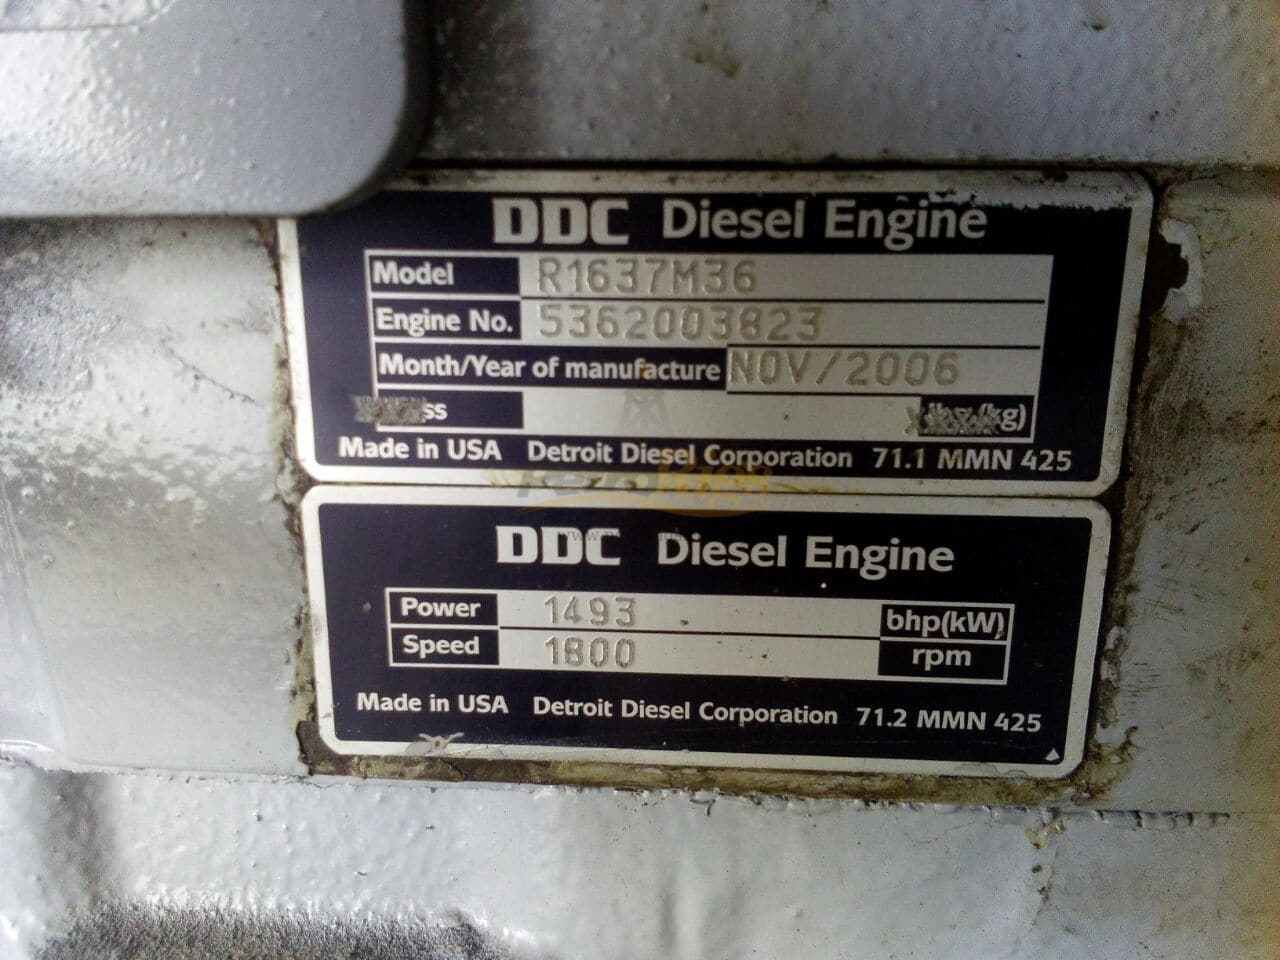 DDC Diesel Engine
Model R1637M36
Engine No. 5362003823
Month/Year of manufacture NOV/2006
Made in USA Detroit Diesel Corporation 71.1 MMN 425
DDC Diesel Engine
Power 1493 bhp(kW)
Speed 1800 rpm
Made in USA Detroit Diesel Corporation 71.2 MMN 425